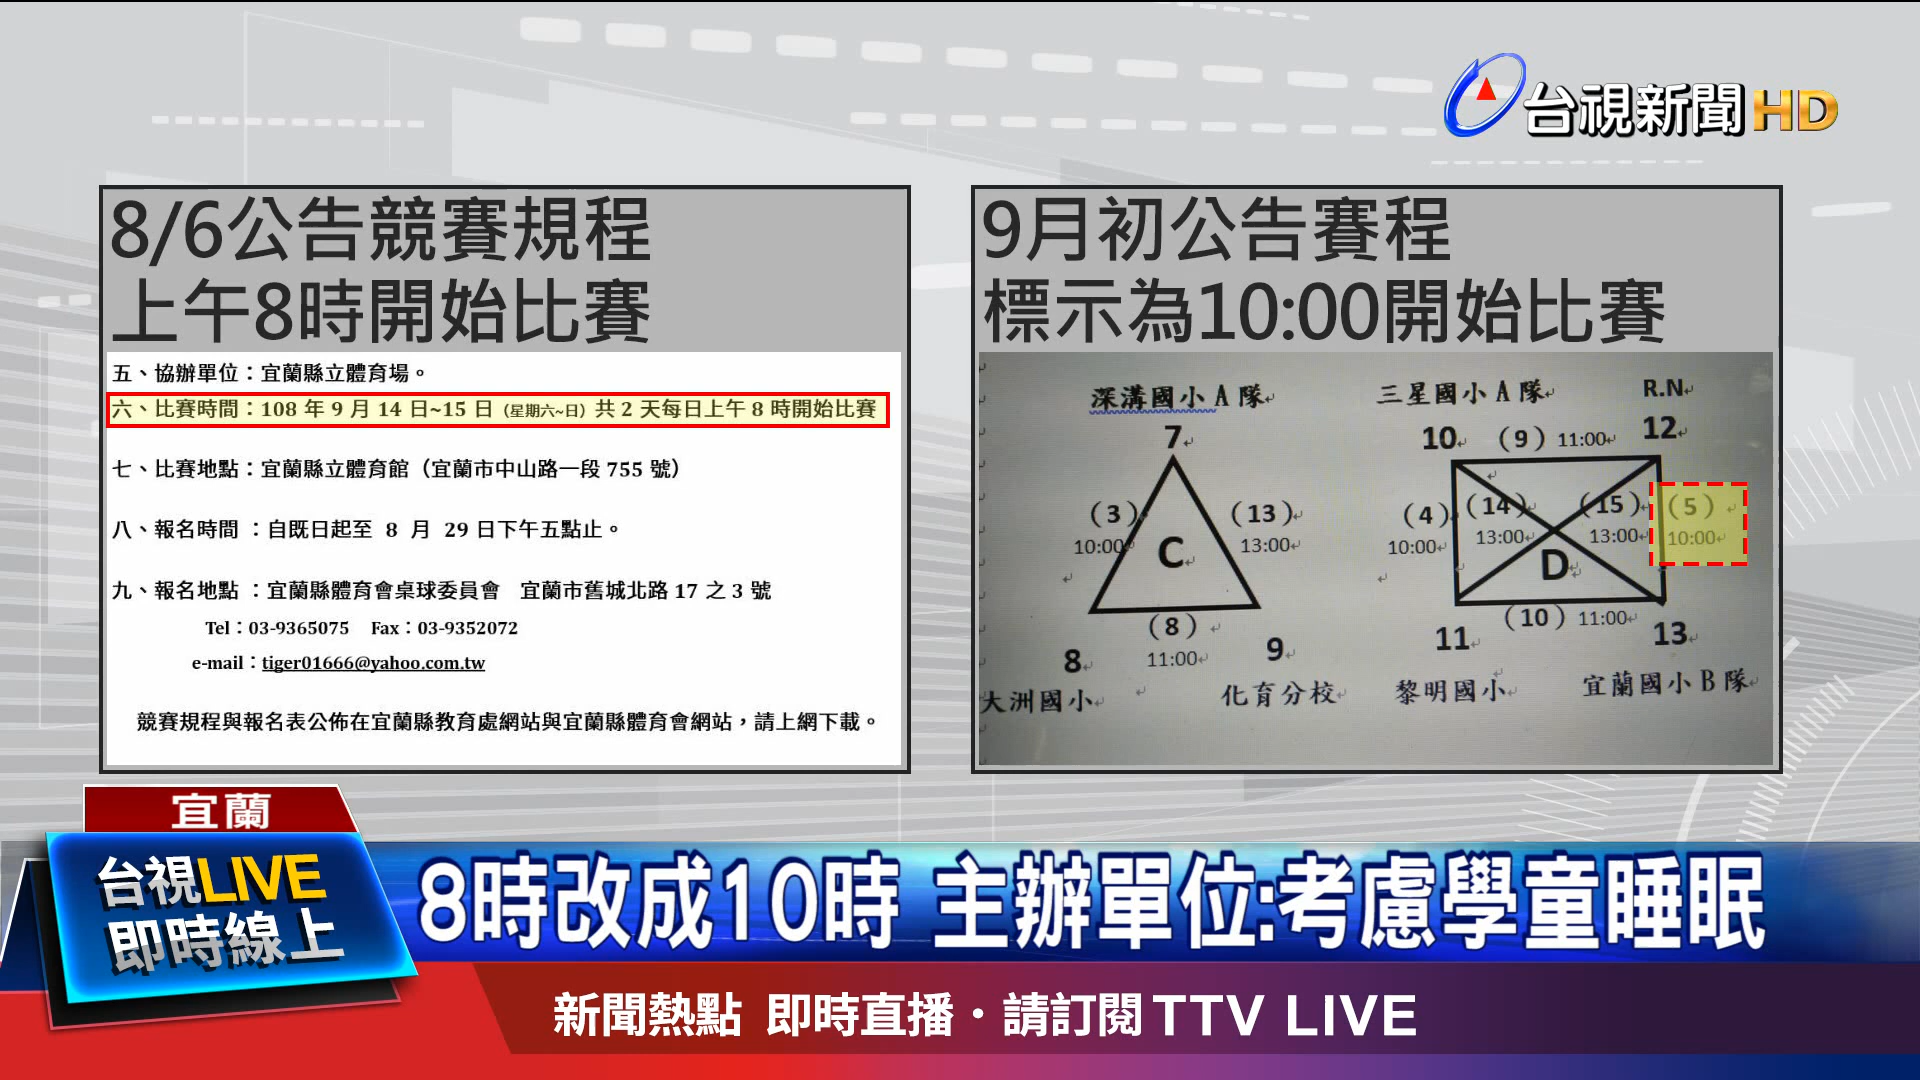 台視新聞HD
8/6公告競賽規程
上午8時開始比賽
五、協辦單位：宜蘭縣立體育場。
六、比賽時間：108 年 9 月 14 日~15 日（星期六~日）共 2 天每日上午 8 時開始比賽
七、比賽地點：宜蘭縣立體育館（宜蘭市中山路一段 755 號）
八、報名時間 ：自既日起至 8 月 29 日下午五點止。
九、報名地點 ：宜蘭縣體育會桌球委員會 宜蘭市舊城北路 17 之 3 號
Tel：03-9365075 Fax：03-9352072
e-mail：tiger01666@yahoo.com.tw
競賽規程與報名表公佈在宜蘭縣教育處網站與宜蘭縣體育會網站，請上網下載。
9月初公告賽程
標示為10:00開始比賽
深溝國小 A 隊
三星國小 A 隊
R.N
7
10
（9）11:00
12
（3）
10:00
（13）
13:00
C
（8）
11:00
8
9
大洲國小
化育分校
（4）
10:00
（14）
13:00
（15）
13:00
（5）
10:00
D
（10）11:00
11
13
黎明國小
宜蘭國小 B 隊
宜蘭
台視LIVE
即時線上
8時改成10時 主辦單位:考慮學童睡眠
新聞熱點 即時直播・請訂閱TTV LIVE